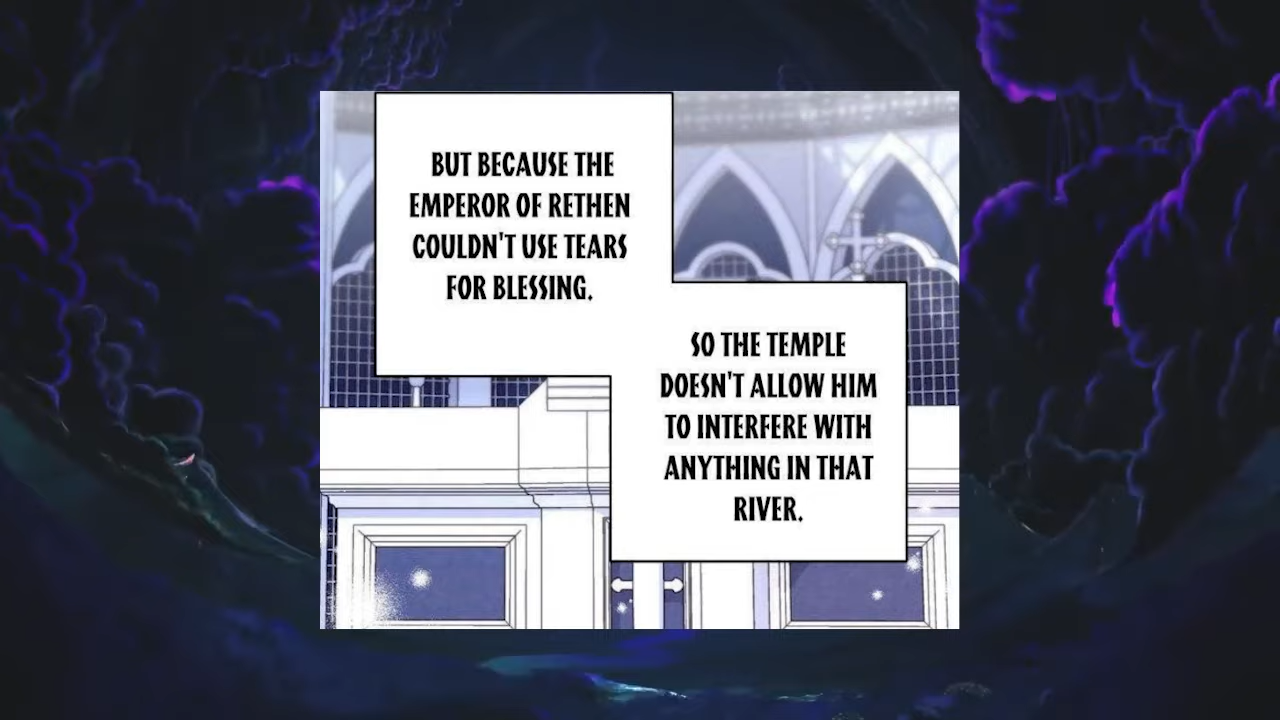 BUT BECAUSE THE
EMPEROR OF RETHEN
COULDN'T USE TEARS
FOR BLESSING.
SO THE TEMPLE
DOESN'T ALLOW HIM
TO INTERFERE WITH
ANYTHING IN THAT
RIVER.